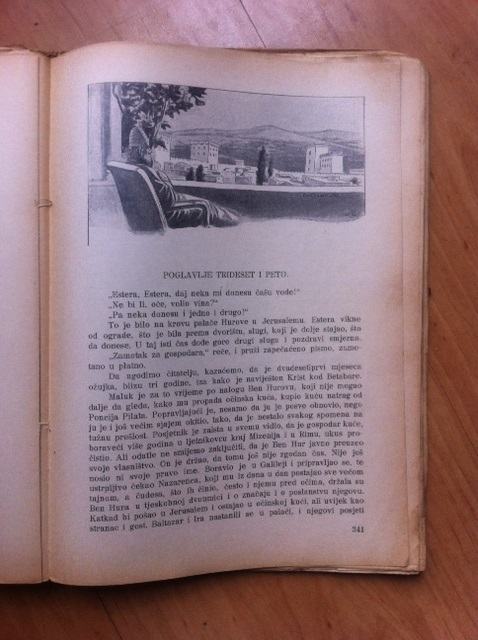 POGLAVLJE TRIDESET I PETO.
„Estera, Estera, daj neka mi donesu čašu vode!“
„Ne bi li, oče, volio vina?“
„Pa neka donesu i jedno i drugo!“
To je bilo na krovu palače Hurove u Jerusalemu. Estera vikne
od ograde, što je bila prema dvorištu, slugi, koji je dolje stajao, što
da donese. U taj isti čas dođe gore drugi sluga i pozdravi smjerno.
„Zamotak za gospodara,“ reče, i pruži zapečaćeno pismo, zamo-
tano u platno.
Da ugodimo čitatelju, kazaćemo, da je dvadesetprvi mjeseca
ožujka, blizu tri godine, iza kako je naviješten Krist kod Betabare.
Maluk je za to vrijeme po nalogu Ben Hurovu, koji nije mogao
dalje da gleda, kako mu propada očinska kuća, kupio kuću natrag od
Poncija Pilata. Popravljajući je, nesamo da ju je posve obnovio, nego
ju je i još većim sjajem okitio, tako, da je nestalo svakog spomena na
tužnu prošlost. Posjetnik je zaista u svemu vidio, da je gospodar kuće,
boraveći više godina u ljetnikovcu kraj Mizenija i u Rimu, ukus pro-
čistio. Ali odatle ne smijemo zaključiti, da je Ben Hur javno preuzeo
svoje vlasništvo. On je držao, da tomu još nije zgodan čas. Nije još
nosio ni svoje pravo ime. Boravio je u Galileji i pripravljao se, te
ustrpljivo čekao Nazarenca, koji mu iz dana u dan postajao sve većom
tajnom, a čudesa, što ih čini, često i njemu pred očima, držala su
Ben Hura u tjeskobnoj dvoumici i o značaju i o poslanstvu njegovu.
Katkad bi pošao u Jerusalem i ostajao u očinskoj kući, ali uvijek kao
stranac i gost. Baltazar i Ira nastanili se u palači, i njegovi posjeti
241